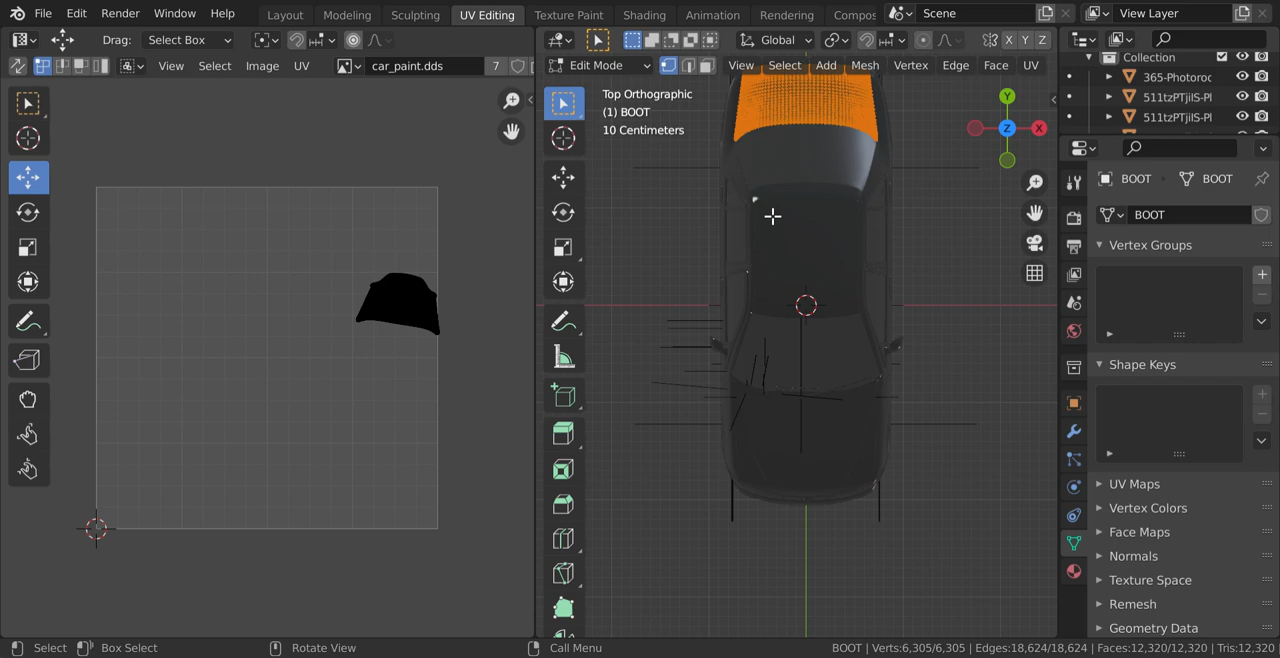 File Edit Render Window Help Layout Modeling Sculpting UV Editing Texture Paint Shading Animation Rendering Compos Scene View Layer
Drag: Select Box Global X Y Z
View Select Image UV car_paint.dds 7 Edit Mode View Select Add Mesh Vertex Edge Face UV
Collection
365-Photoroc
511tzPTjilS-Pl
511tzPTjilS-Pl
Top Orthographic
(1) BOOT
10 Centimeters
Y
Z
X
BOOT BOOT
BOOT
Vertex Groups
Shape Keys
UV Maps
Vertex Colors
Face Maps
Normals
Texture Space
Remesh
Geometry Data
Select Box Select Rotate View Call Menu BOOT | Verts:6,305/6,305 | Edges:18,624/18,624 | Faces:12,320/12,320 | Tris:12,320